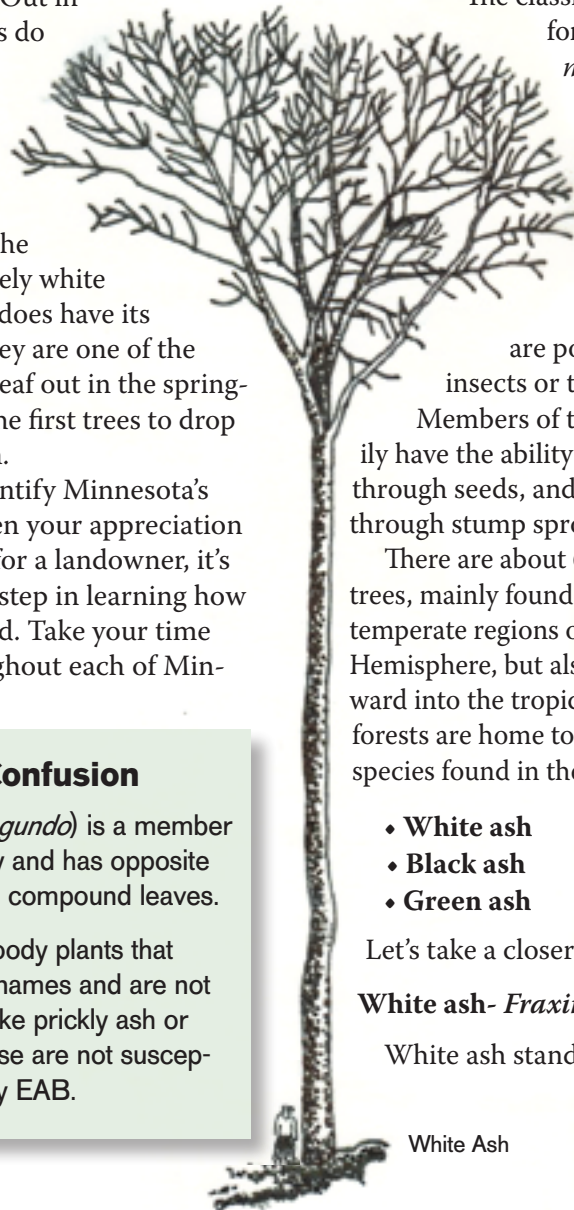 Out in
s do
he
ely white
does have its
ey are one of the
eaf out in the spring-
he first trees to drop
ntify Minnesota's
en your appreciation
for a landowner, it's
step in learning how
d. Take your time
ghout each of Min-
Confusion
gundo) is a member
y and has opposite
compound leaves.
oody plants that
names and are not
ke prickly ash or
se are not suscep-
y EAB.
The classi
for
are po
insects or t
Members of t
ily have the ability
through seeds, and
through stump spro
There are about
trees, mainly found
temperate regions o
Hemisphere, but als
ward into the tropic
forests are home to
species found in the
• White ash
• Black ash
• Green ash
Let's take a closer
White ash- Fraxin
White ash stand
White Ash